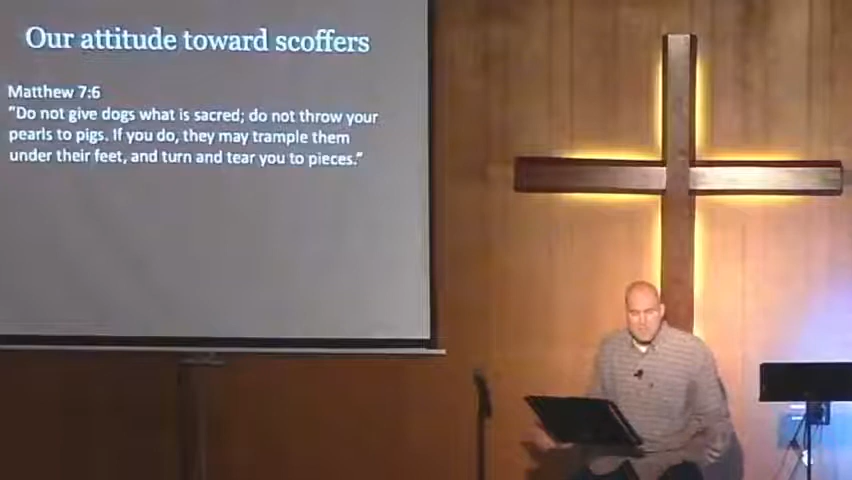 Our attitude toward scoffers
Matthew 7:6
"Do not give dogs what is sacred; do not throw your
pearls to pigs. If you do, they may trample them
under their feet, and turn and tear you to pieces."